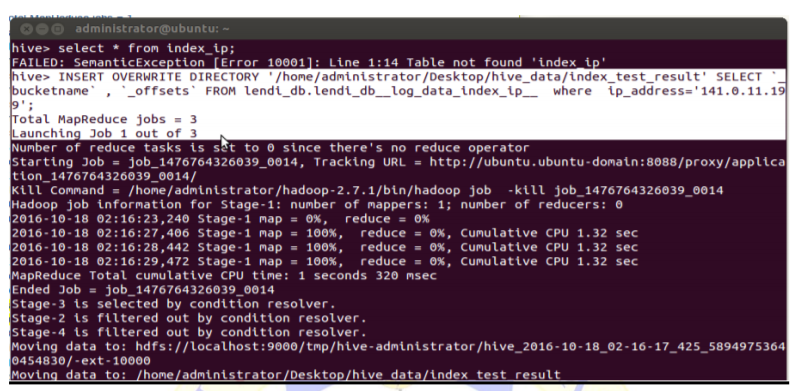 administrator@ubuntu: ~
hive> select * from index_ip;
FAILED: SemanticException [Error 10001]: Line 1:14 Table not found 'index_ip'
hive> INSERT OVERWRITE DIRECTORY '/home/administrator/Desktop/hive_data/index_test_result' SELECT `_
bucketname` , `_offsets` FROM lendi_db.lendi_db__log_data_index_ip__ where ip_address='141.0.11.19
9';
Total MapReduce jobs = 3
Launching Job 1 out of 3
Number of reduce tasks is set to 0 since there's no reduce operator
Starting Job = job_1476764326039_0014, Tracking URL = http://ubuntu.ubuntu-domain:8088/proxy/applica
tion_1476764326039_0014/
Kill Command = /home/administrator/hadoop-2.7.1/bin/hadoop job -kill job_1476764326039_0014
Hadoop job information for Stage-1: number of mappers: 1; number of reducers: 0
2016-10-18 02:16:23,240 Stage-1 map = 0%, reduce = 0%
2016-10-18 02:16:27,406 Stage-1 map = 100%, reduce = 0%, Cumulative CPU 1.32 sec
2016-10-18 02:16:28,442 Stage-1 map = 100%, reduce = 0%, Cumulative CPU 1.32 sec
2016-10-18 02:16:29,472 Stage-1 map = 100%, reduce = 0%, Cumulative CPU 1.32 sec
MapReduce Total cumulative CPU time: 1 seconds 320 msec
Ended Job = job_1476764326039_0014
Stage-3 is selected by condition resolver.
Stage-2 is filtered out by condition resolver.
Stage-4 is filtered out by condition resolver.
Moving data to: hdfs://localhost:9000/tmp/hive-administrator/hive_2016-10-18_02-16-17_425_5894975364
0454830/-ext-10000
Moving data to: /home/administrator/Desktop/hive_data/index_test_result